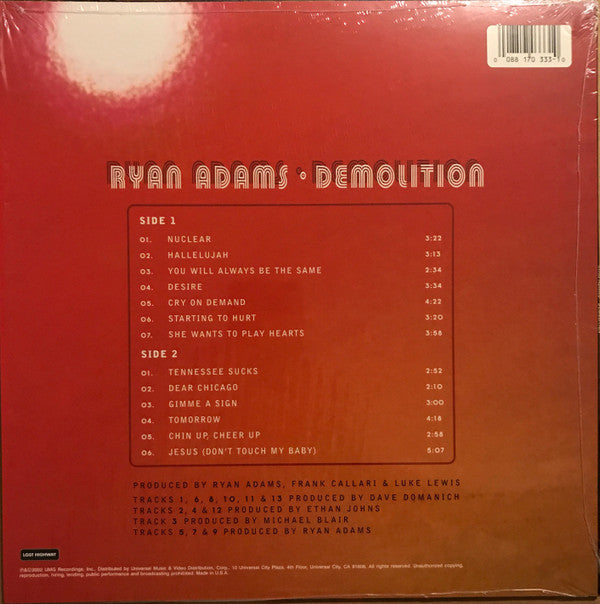 0 088 170 333-1 0
RYAN ADAMS • DEMOLITION
SIDE 1
01. NUCLEAR 3:22
02. HALLELUJAH 3:13
03. YOU WILL ALWAYS BE THE SAME 2:34
04. DESIRE 3:34
05. CRY ON DEMAND 4:22
06. STARTING TO HURT 3:20
07. SHE WANTS TO PLAY HEARTS 3:58
SIDE 2
01. TENNESSEE SUCKS 2:52
02. DEAR CHICAGO 2:10
03. GIMME A SIGN 3:00
04. TOMORROW 4:18
05. CHIN UP, CHEER UP 2:58
06. JESUS (DON'T TOUCH MY BABY) 5:07
PRODUCED BY RYAN ADAMS, FRANK CALLARI & LUKE LEWIS
TRACKS 1, 6, 8, 10, 11 & 13 PRODUCED BY DAVE DOMANICH
TRACKS 2, 4 & 12 PRODUCED BY ETHAN JOHNS
TRACK 3 PRODUCED BY MICHAEL BLAIR
TRACKS 5, 7 & 9 PRODUCED BY RYAN ADAMS
LOST HIGHWAY
℗&©2002 UMG Recordings, Inc., Distributed by Universal Music & Video Distribution, Corp., 10 Universal City Plaza, 4th Floor, Universal City, CA 91608. All rights reserved. Unauthorized copying,
reproduction, hiring, lending, public performance and broadcasting prohibited. Made in U.S.A.